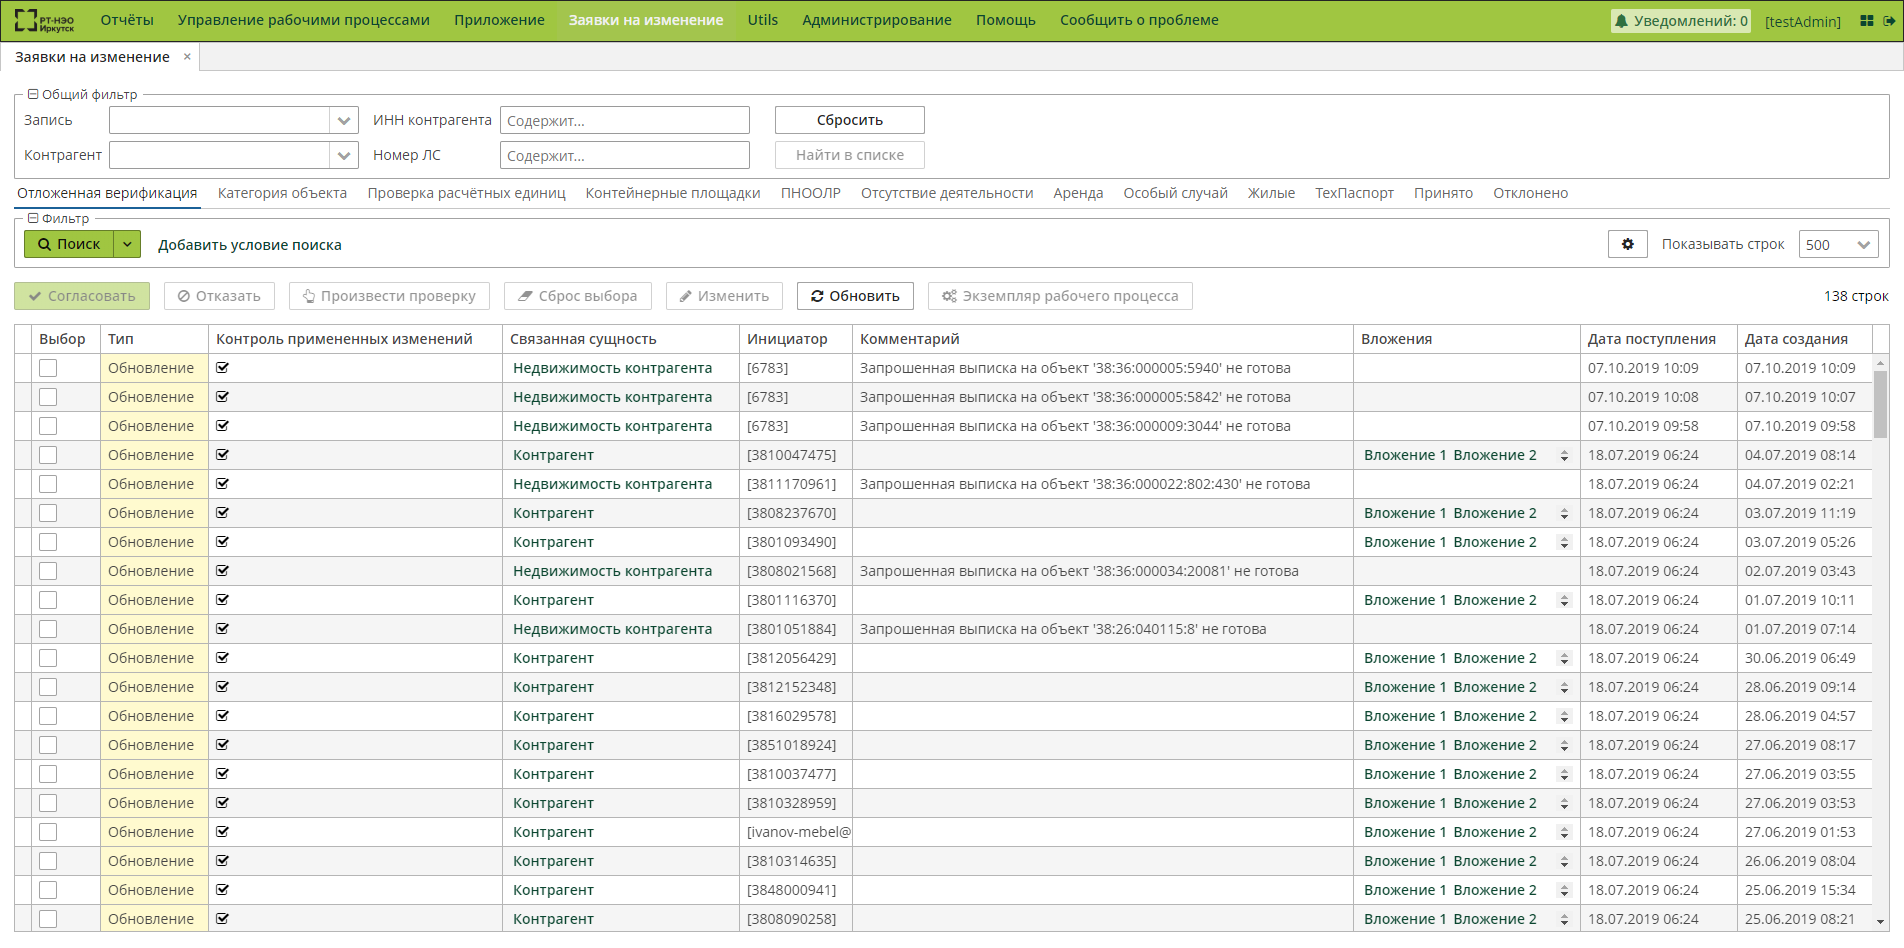 РТ-НЭО Иркутск Отчёты Управление рабочими процессами Приложение Заявки на изменение Utils Администрирование Помощь Сообщить о проблеме Уведомлений: 0 [testAdmin]
Заявки на изменение ×
Общий фильтр
Запись ИНН контрагента Содержит... Сбросить
Контрагент Номер ЛС Содержит... Найти в списке
Отложенная верификация Категория объекта Проверка расчётных единиц Контейнерные площадки ПНООЛР Отсутствие деятельности Аренда Особый случай Жилые ТехПаспорт Принято Отклонено
Фильтр
Поиск Добавить условие поиска Показывать строк 500
Согласовать Отказать Произвести проверку Сброс выбора Изменить Обновить Экземпляр рабочего процесса 138 строк
Выбор Тип Контроль примененных изменений Связанная сущность Инициатор Комментарий Вложения Дата поступления Дата создания
Обновление Недвижимость контрагента [6783] Запрошенная выписка на объект '38:36:000005:5940' не готова 07.10.2019 10:09 07.10.2019 10:09
Обновление Недвижимость контрагента [6783] Запрошенная выписка на объект '38:36:000005:5842' не готова 07.10.2019 10:08 07.10.2019 10:07
Обновление Недвижимость контрагента [6783] Запрошенная выписка на объект '38:36:000009:3044' не готова 07.10.2019 09:58 07.10.2019 09:58
Обновление Контрагент [3810047475] Вложение 1 Вложение 2 18.07.2019 06:24 04.07.2019 08:14
Обновление Недвижимость контрагента [3811170961] Запрошенная выписка на объект '38:36:000022:802:430' не готова 18.07.2019 06:24 04.07.2019 02:21
Обновление Контрагент [3808237670] Вложение 1 Вложение 2 18.07.2019 06:24 03.07.2019 11:19
Обновление Контрагент [3801093490] Вложение 1 Вложение 2 18.07.2019 06:24 03.07.2019 05:26
Обновление Недвижимость контрагента [3808021568] Запрошенная выписка на объект '38:36:000034:20081' не готова 18.07.2019 06:24 02.07.2019 03:43
Обновление Контрагент [3801116370] Вложение 1 Вложение 2 18.07.2019 06:24 01.07.2019 10:11
Обновление Недвижимость контрагента [3801051884] Запрошенная выписка на объект '38:26:040115:8' не готова 18.07.2019 06:24 01.07.2019 07:14
Обновление Контрагент [3812056429] Вложение 1 Вложение 2 18.07.2019 06:24 30.06.2019 06:49
Обновление Контрагент [3812152348] Вложение 1 Вложение 2 18.07.2019 06:24 28.06.2019 09:14
Обновление Контрагент [3816029578] Вложение 1 Вложение 2 18.07.2019 06:24 28.06.2019 04:57
Обновление Контрагент [3851018924] Вложение 1 Вложение 2 18.07.2019 06:24 27.06.2019 08:17
Обновление Контрагент [3810037477] Вложение 1 Вложение 2 18.07.2019 06:24 27.06.2019 03:55
Обновление Контрагент [3810328959] Вложение 1 Вложение 2 18.07.2019 06:24 27.06.2019 03:53
Обновление Контрагент [ivanov-mebel@ Вложение 1 Вложение 2 18.07.2019 06:24 27.06.2019 01:53
Обновление Контрагент [3810314635] Вложение 1 Вложение 2 18.07.2019 06:24 26.06.2019 08:04
Обновление Контрагент [3848000941] Вложение 1 Вложение 2 18.07.2019 06:24 25.06.2019 15:34
Обновление Контрагент [3808090258] Вложение 1 Вложение 2 18.07.2019 06:24 25.06.2019 08:21